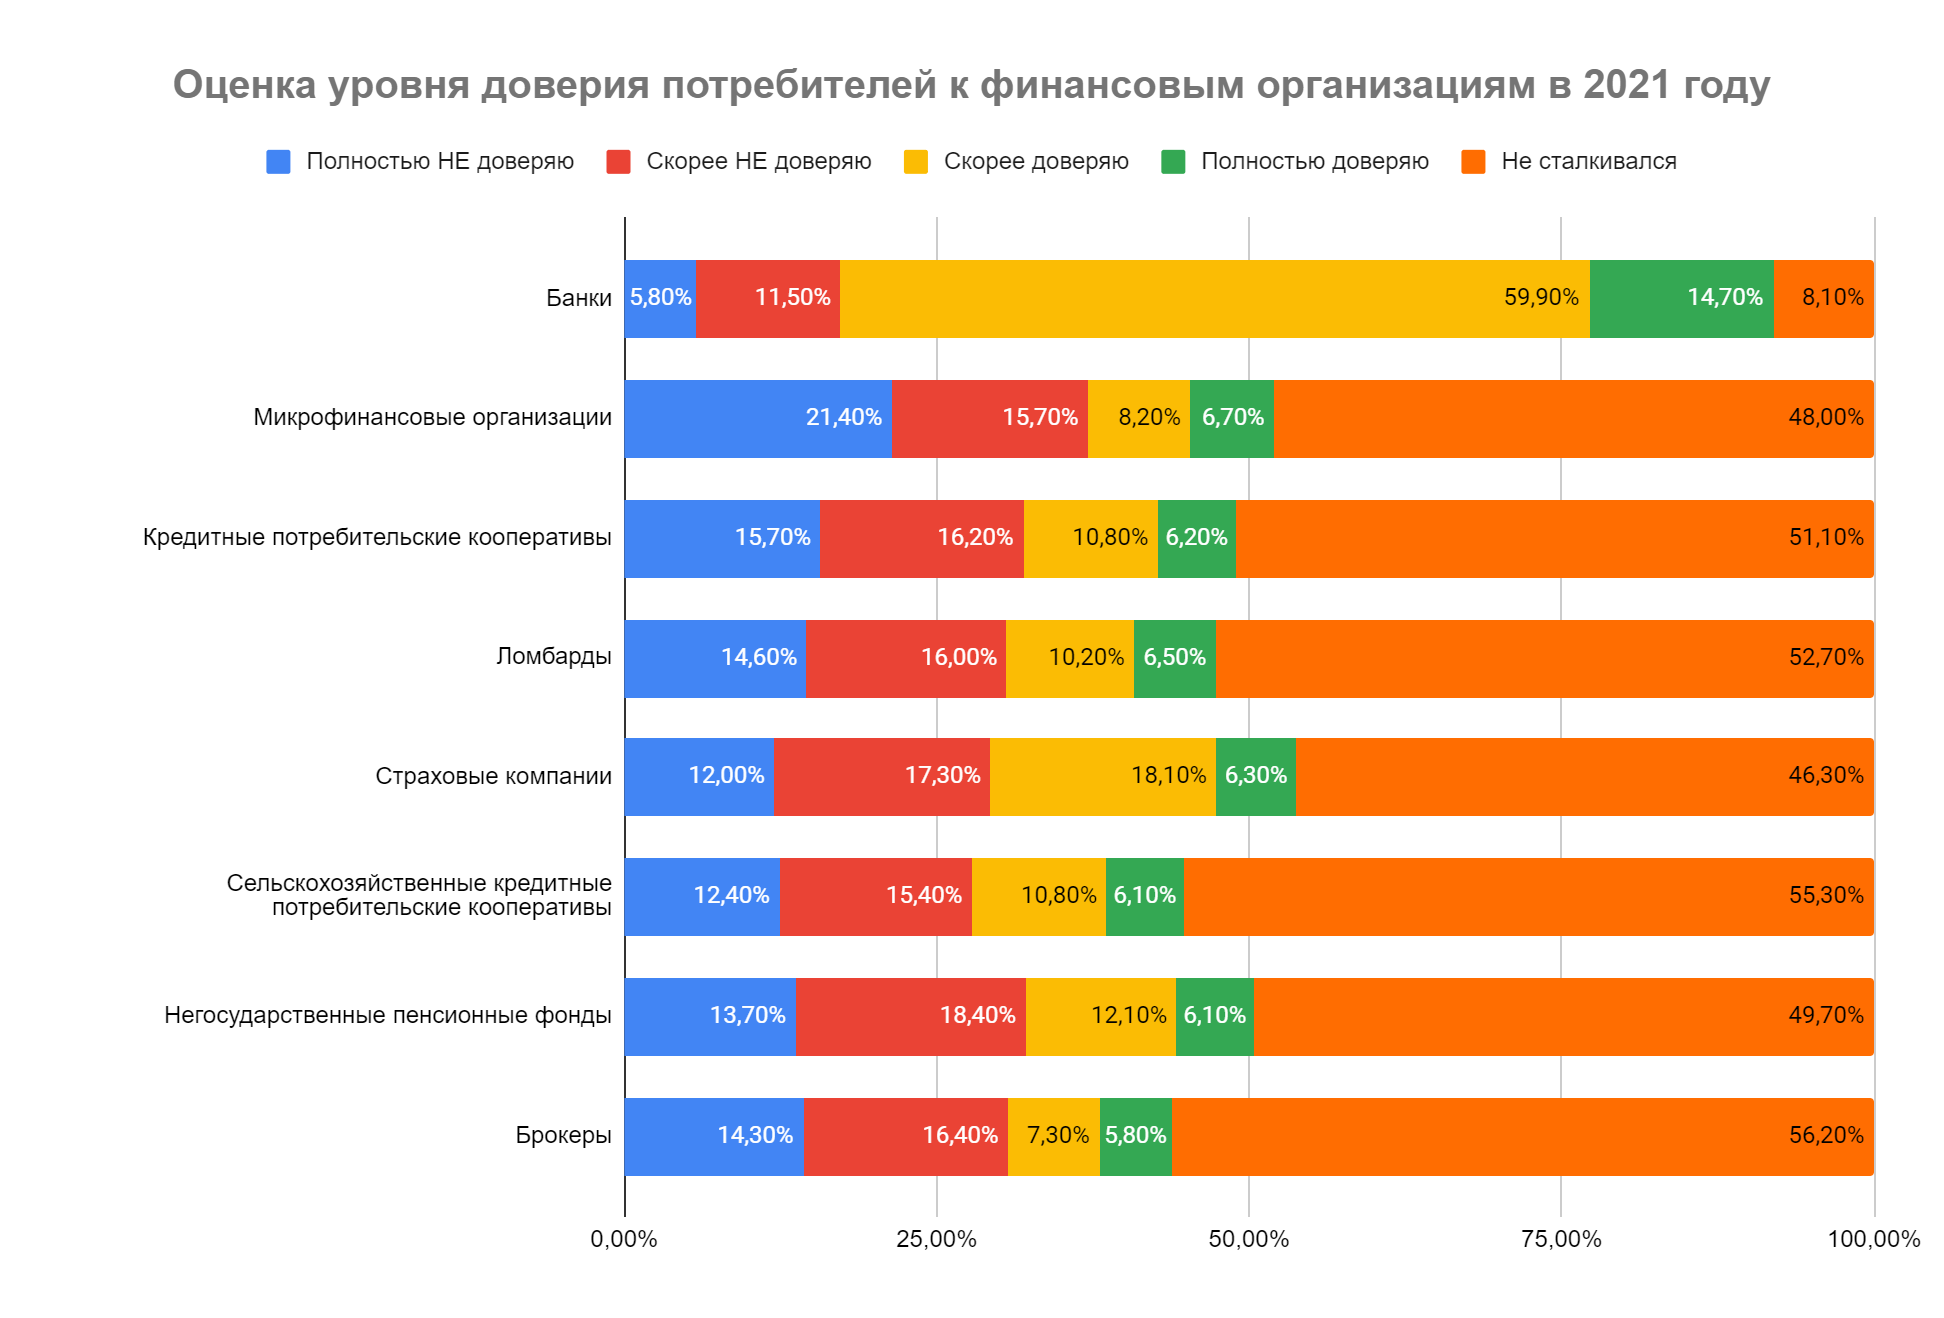 Оценка уровня доверия потребителей к финансовым организациям в 2021 году
Полностью НЕ доверяю Скорее НЕ доверяю Скорее доверяю Полностью доверяю Не сталкивался
Банки 5,80% 11,50% 59,90% 14,70% 8,10%
Микрофинансовые организации 21,40% 15,70% 8,20% 6,70% 48,00%
Кредитные потребительские кооперативы 15,70% 16,20% 10,80% 6,20% 51,10%
Ломбарды 14,60% 16,00% 10,20% 6,50% 52,70%
Страховые компании 12,00% 17,30% 18,10% 6,30% 46,30%
Сельскохозяйственные кредитные
потребительские кооперативы 12,40% 15,40% 10,80% 6,10% 55,30%
Негосударственные пенсионные фонды 13,70% 18,40% 12,10% 6,10% 49,70%
Брокеры 14,30% 16,40% 7,30% 5,80% 56,20%
0,00% 25,00% 50,00% 75,00% 100,00%